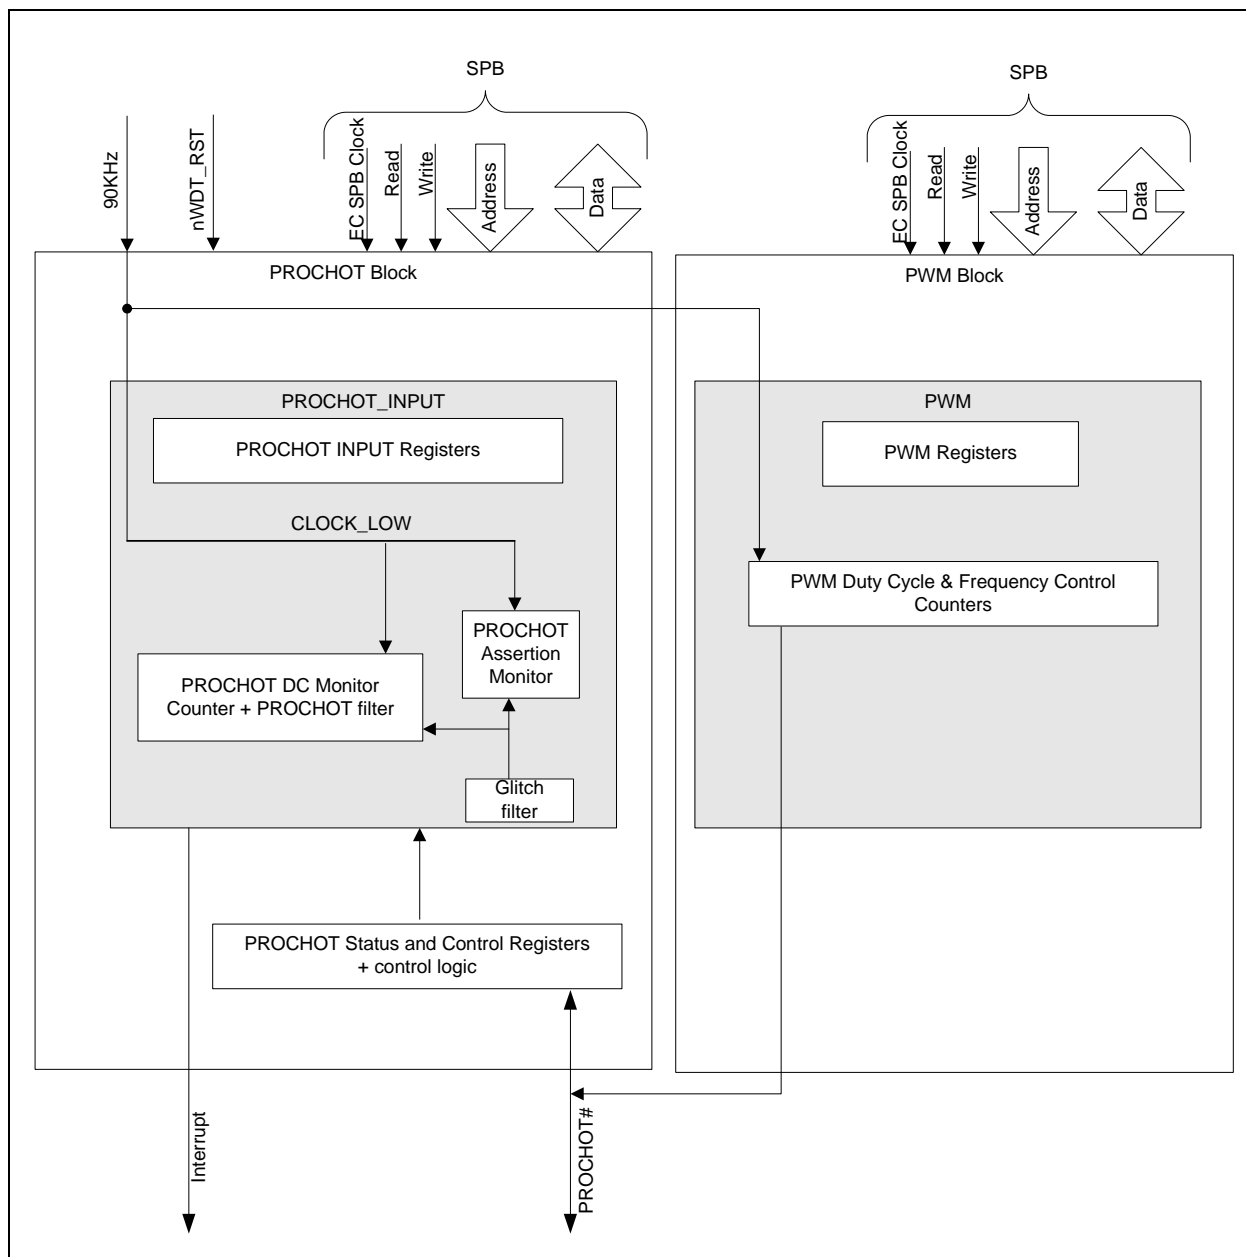 SPB
SPB
90KHz
nWDT_RST
EC SPB Clock
Read
Write
Address
Data
EC SPB Clock
Read
Write
Address
Data
PROCHOT Block
PWM Block
PROCHOT_INPUT
PROCHOT INPUT Registers
PWM
PWM Registers
CLOCK_LOW
PWM Duty Cycle & Frequency Control
Counters
PROCHOT
Assertion
Monitor
PROCHOT DC Monitor
Counter + PROCHOT filter
Glitch
filter
PROCHOT Status and Control Registers
+ control logic
Interrupt
PROCHOT#